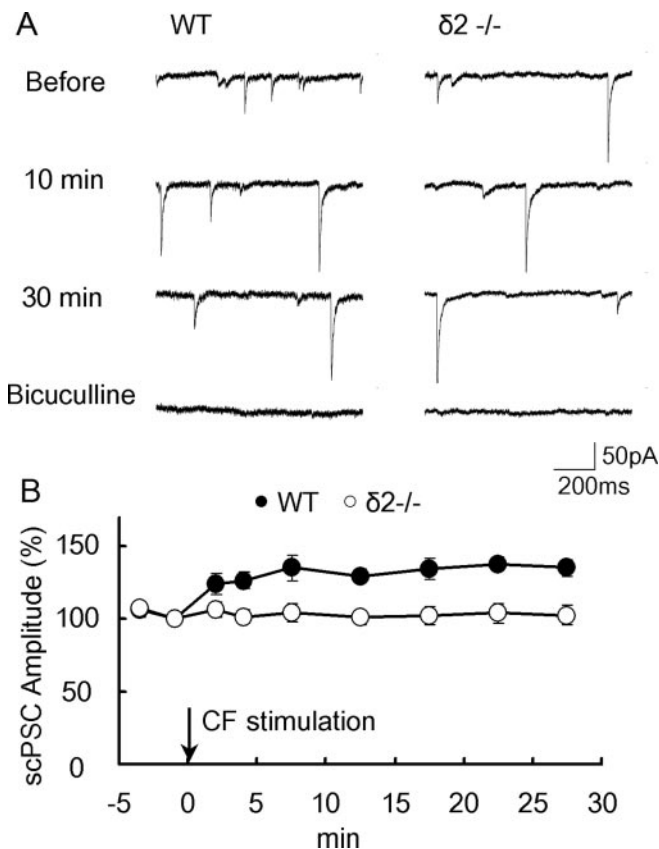 A
WT δ2 -/-
Before
10 min
30 min
Bicuculline
50pA
200ms
B
WT δ2-/-
scPSC Amplitude (%)
150
100
50
0
CF stimulation
-5 0 5 10 15 20 25 30
min